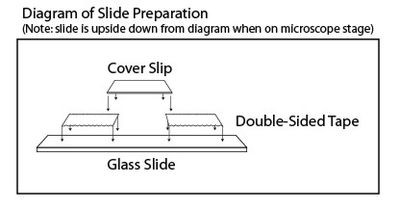 Diagram of Slide Preparation
(Note: slide is upside down from diagram when on microscope stage)
Cover Slip
Double-Sided Tape
Glass Slide